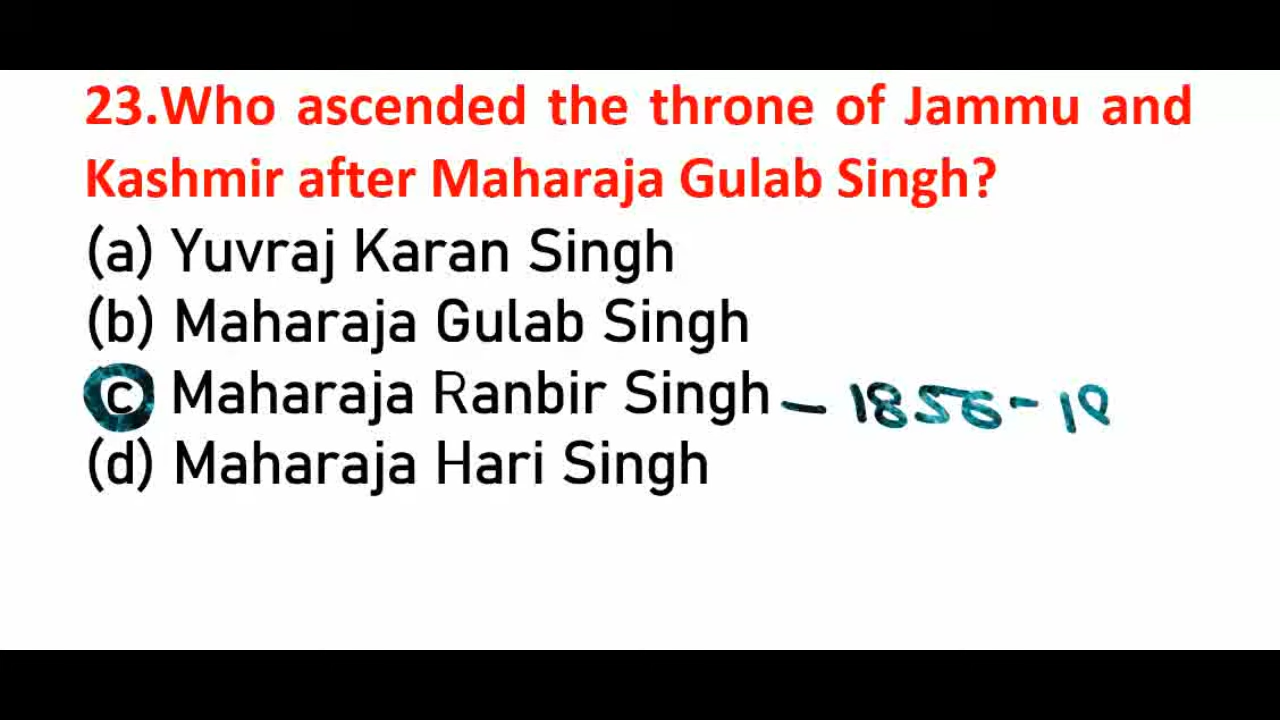 23.Who ascended the throne of Jammu and
Kashmir after Maharaja Gulab Singh?
(a) Yuvraj Karan Singh
(b) Maharaja Gulab Singh
(c) Maharaja Ranbir Singh - 1856-18
(d) Maharaja Hari Singh